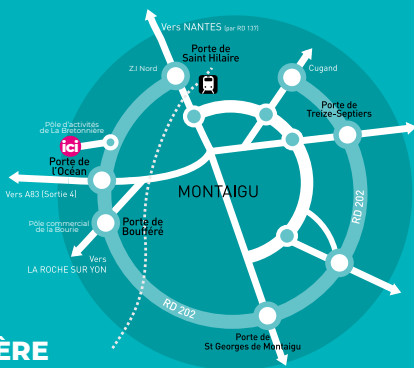 Vers NANTES (par RD 137)
Porte de
Saint Hilaire
Z.I Nord
Cugand
Pôle d'activités
de La Bretonnière
ici
Porte de
Treize-Septiers
Porte de
l'Océan
Vers A83 (Sortie 4)
MONTAIGU
RD 202
Pôle commercial
de la Bourie
Porte de
Boufféré
Vers
LA ROCHE SUR YON
RD 202
Porte de
St Georges de Montaigu
ÈRE